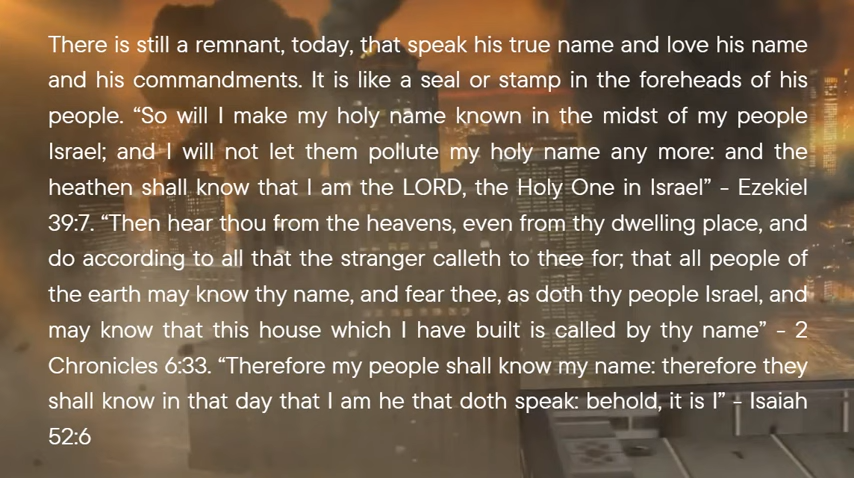 There is still a remnant, today, that speak his true name and love his name
and his commandments. It is like a seal or stamp in the foreheads of his
people. “So will I make my holy name known in the midst of my people
Israel; and I will not let them pollute my holy name any more: and the
heathen shall know that I am the LORD, the Holy One in Israel” - Ezekiel
39:7. “Then hear thou from the heavens, even from thy dwelling place, and
do according to all that the stranger calleth to thee for; that all people of
the earth may know thy name, and fear thee, as doth thy people Israel, and
may know that this house which I have built is called by thy name” - 2
Chronicles 6:33. “Therefore my people shall know my name: therefore they
shall know in that day that I am he that doth speak: behold, it is I” - Isaiah
52:6